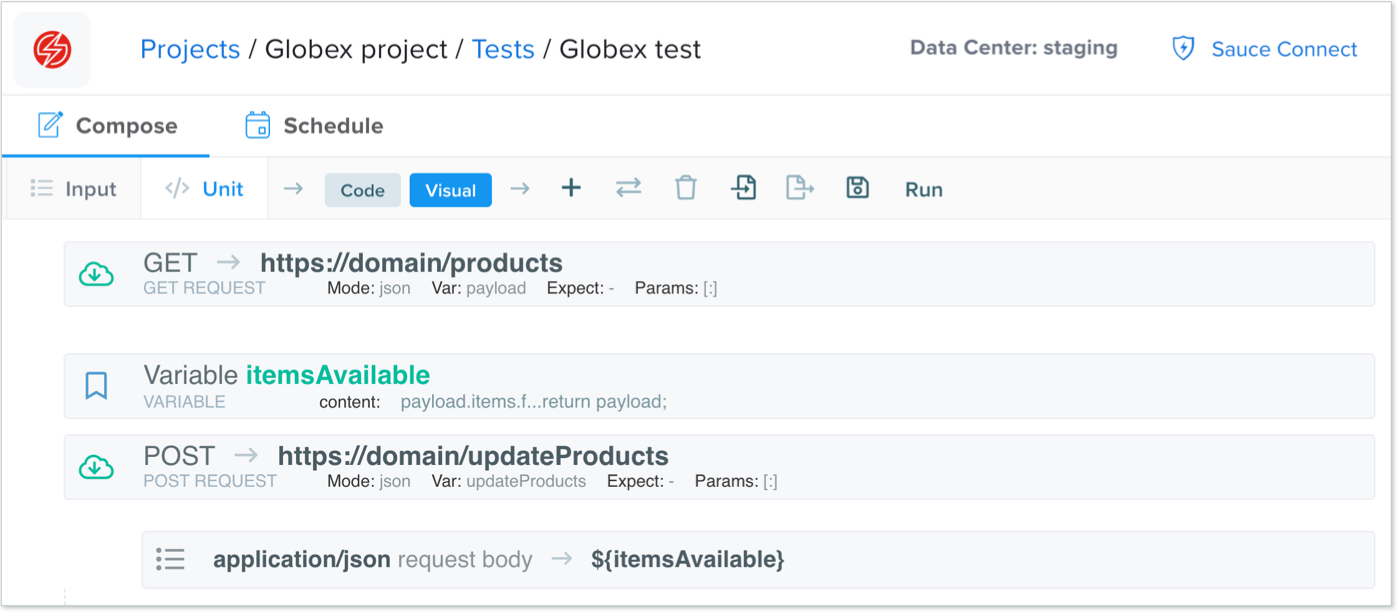 Projects / Globex project / Tests / Globex test Data Center: staging Sauce Connect
Compose Schedule
Input </> Unit → Code Visual → + Run
GET → https://domain/products
GET REQUEST Mode: json Var: payload Expect: - Params: [:]
Variable itemsAvailable
VARIABLE content: payload.items.f...return payload;
POST → https://domain/updateProducts
POST REQUEST Mode: json Var: updateProducts Expect: - Params: [:]
application/json request body → ${itemsAvailable}